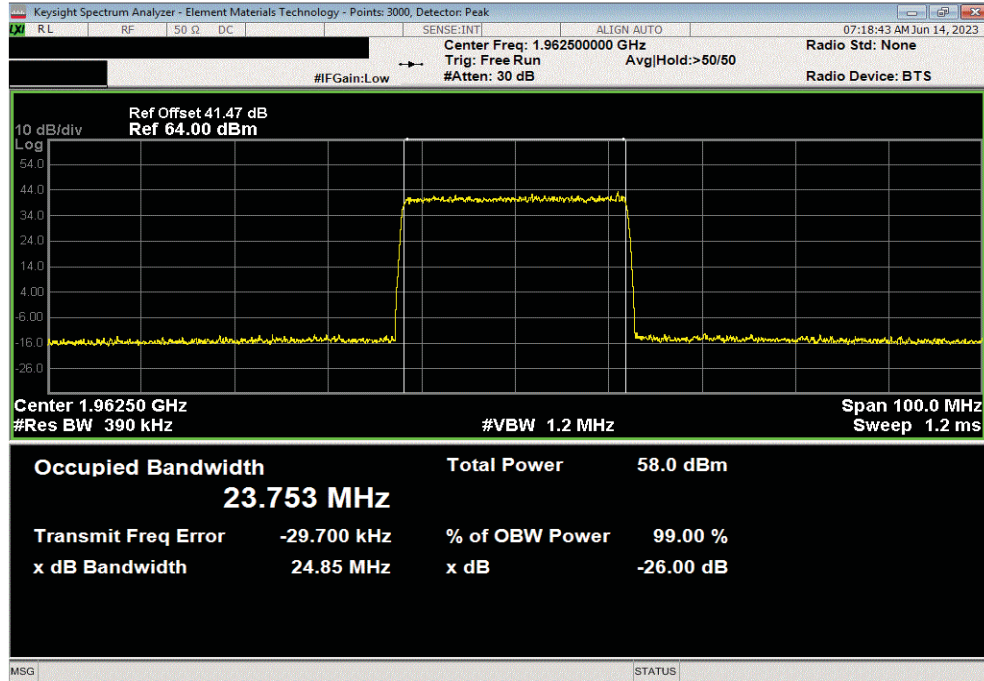 Keysight Spectrum Analyzer - Element Materials Technology - Points: 3000, Detector: Peak
LXI RL RF 50 Ω DC SENSE:INT ALIGN AUTO 07:18:43 AM Jun 14, 2023
Center Freq: 1.962500000 GHz Radio Std: None
Trig: Free Run Avg|Hold:>50/50
#IFGain:Low #Atten: 30 dB Radio Device: BTS
Ref Offset 41.47 dB
10 dB/div Ref 64.00 dBm
Log
54.0
44.0
34.0
24.0
14.0
4.00
-6.00
-16.0
-26.0
Center 1.96250 GHz Span 100.0 MHz
#Res BW 390 kHz #VBW 1.2 MHz Sweep 1.2 ms
Occupied Bandwidth Total Power 58.0 dBm
23.753 MHz
Transmit Freq Error -29.700 kHz % of OBW Power 99.00 %
x dB Bandwidth 24.85 MHz x dB -26.00 dB
MSG STATUS